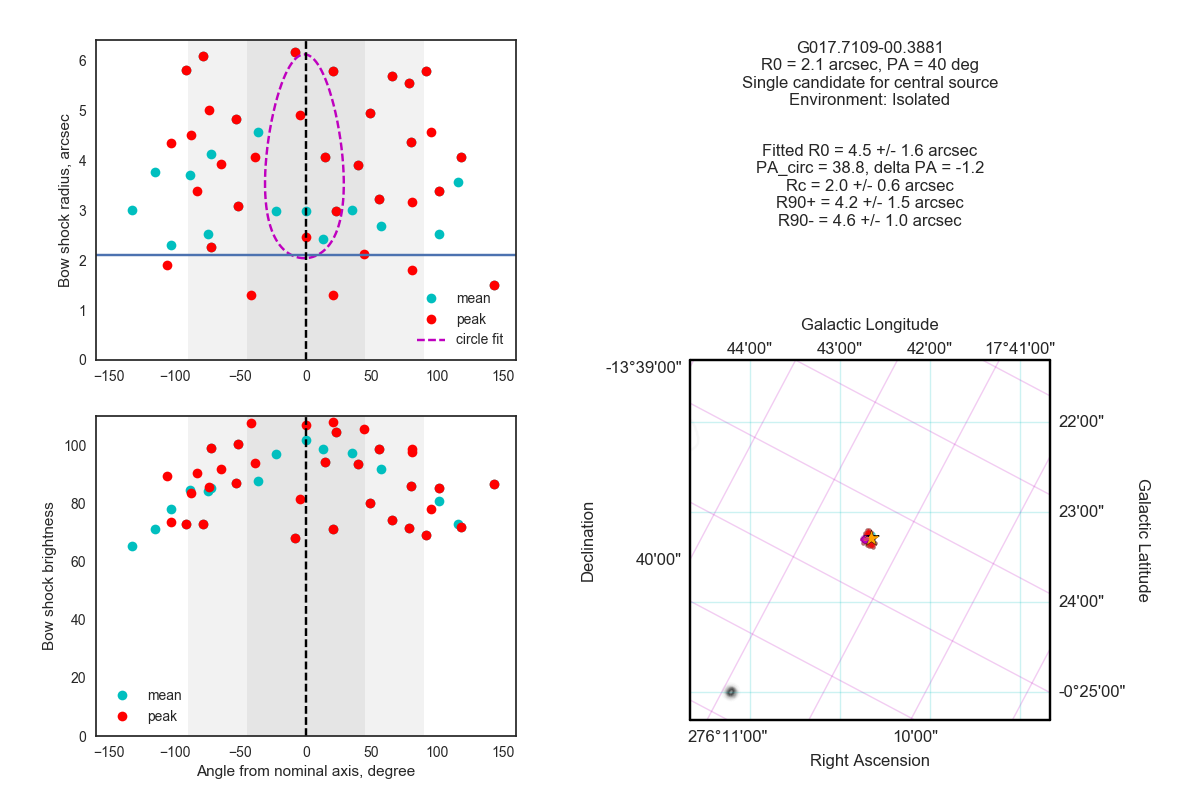 G017.7109-00.3881
R0 = 2.1 arcsec, PA = 40 deg
Single candidate for central source
Environment: Isolated
Fitted R0 = 4.5 +/- 1.6 arcsec
PA_circ = 38.8, delta PA = -1.2
Rc = 2.0 +/- 0.6 arcsec
R90+ = 4.2 +/- 1.5 arcsec
R90- = 4.6 +/- 1.0 arcsec
Bow shock radius, arcsec
6
5
4
3
2
1
0
−150 −100 −50 0 50 100 150
mean
peak
circle fit
Bow shock brightness
100
80
60
40
20
0
mean
peak
−150 −100 −50 0 50 100 150
Angle from nominal axis, degree
Galactic Longitude
44'00" 43'00" 42'00" 17°41'00"
-13°39'00"
40'00"
Declination
22'00"
23'00"
24'00"
-0°25'00"
Galactic Latitude
276°11'00" 10'00"
Right Ascension